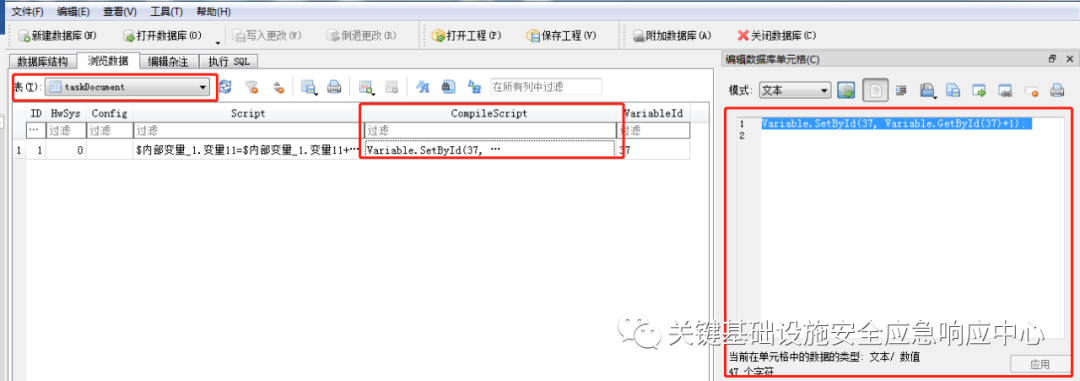 文件(F) 编辑(E) 查看(V) 工具(T) 帮助(H)
新建数据库(N) 打开数据库(O) 写入更改(W) 倒退更改(R) 打开工程(P) 保存工程(V) 附加数据库(A) 关闭数据库(C)
数据库结构 浏览数据 编辑杂注 执行 SQL
表(T): taskDocument 在所有列中过滤
ID HwSys Config Script CompileScript VariableId
… 过滤 过滤 过滤 过滤 过滤
1 1 0 $内部变量_1.变量11=$内部变量_1.变量11+… Variable.SetById(37, … 37
编辑数据库单元格(C)
模式: 文本
1 Variable.SetById(37, Variable.GetById(37)+1);
2
关键基础设施安全应急响应中心
当前在单元格中的数据的类型: 文本/ 数值
47 个字符
应用